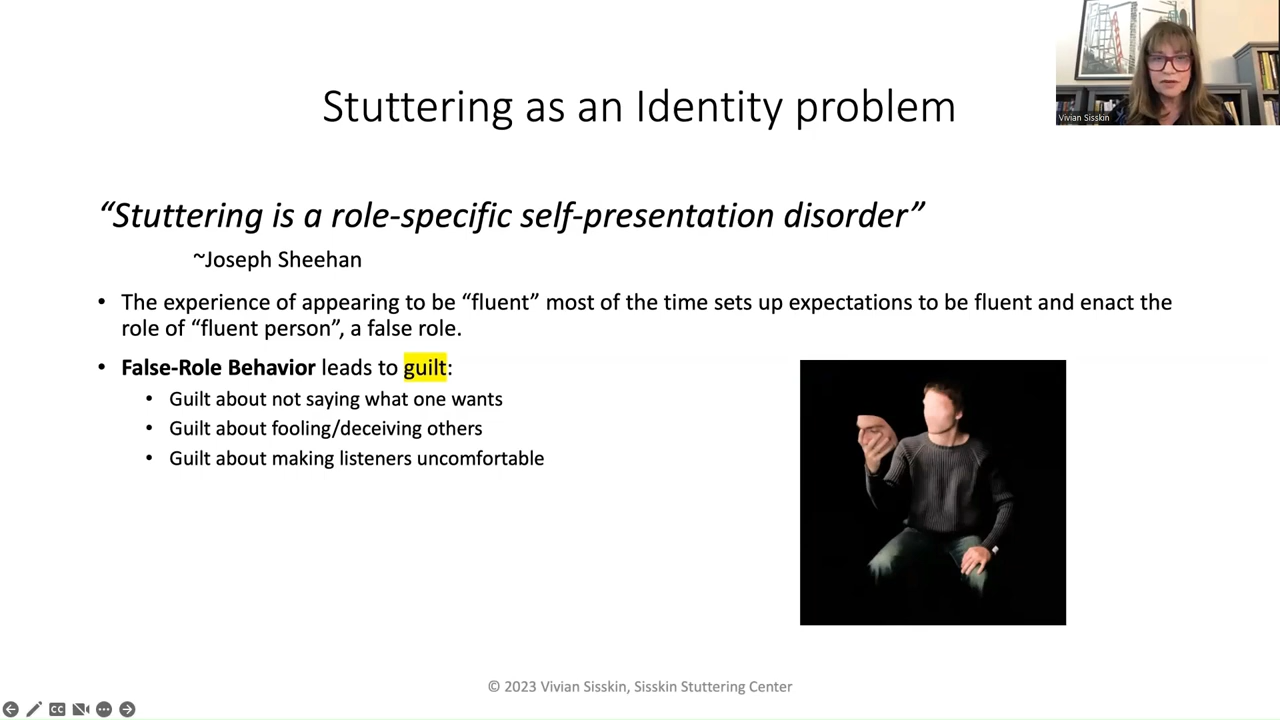 Stuttering as an Identity problem
Vivian Sisskin
“Stuttering is a role-specific self-presentation disorder”
~Joseph Sheehan
• The experience of appearing to be “fluent” most of the time sets up expectations to be fluent and enact the
role of “fluent person”, a false role.
• False-Role Behavior leads to guilt:
• Guilt about not saying what one wants
• Guilt about fooling/deceiving others
• Guilt about making listeners uncomfortable
© 2023 Vivian Sisskin, Sisskin Stuttering Center
CC